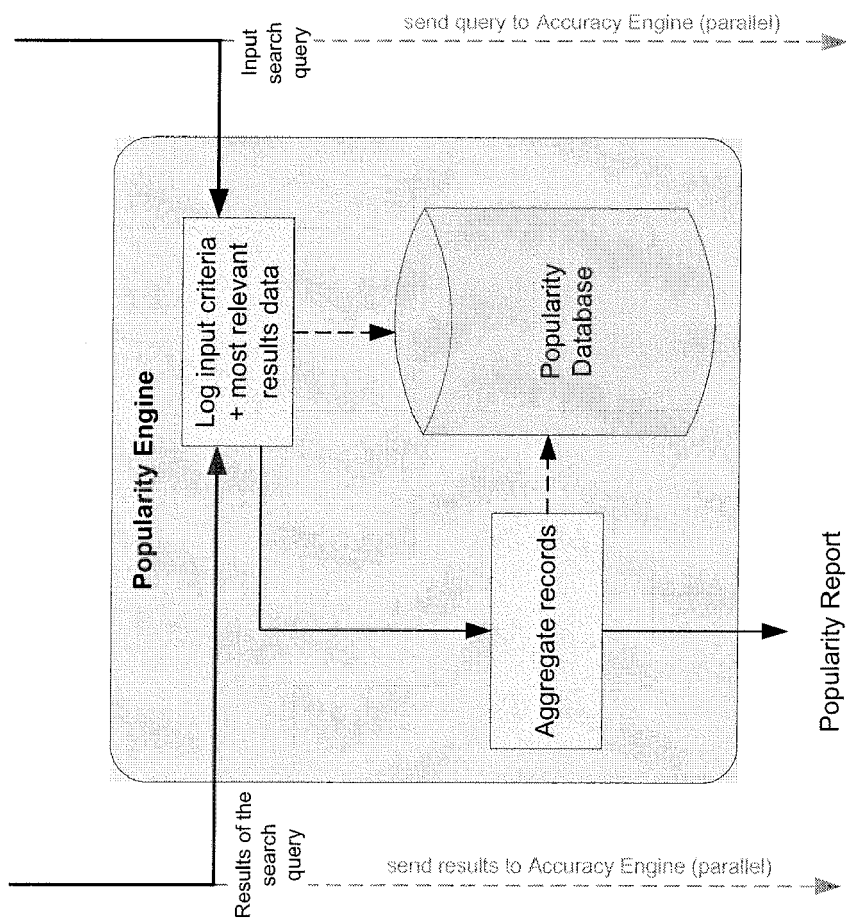 send query to Accuracy Engine (parallel)
Input
search
query
Popularity Engine
Log input criteria
+ most relevant
results data
Popularity
Database
Aggregate records
Popularity Report
Results of the
search
query
send results to Accuracy Engine (parallel)